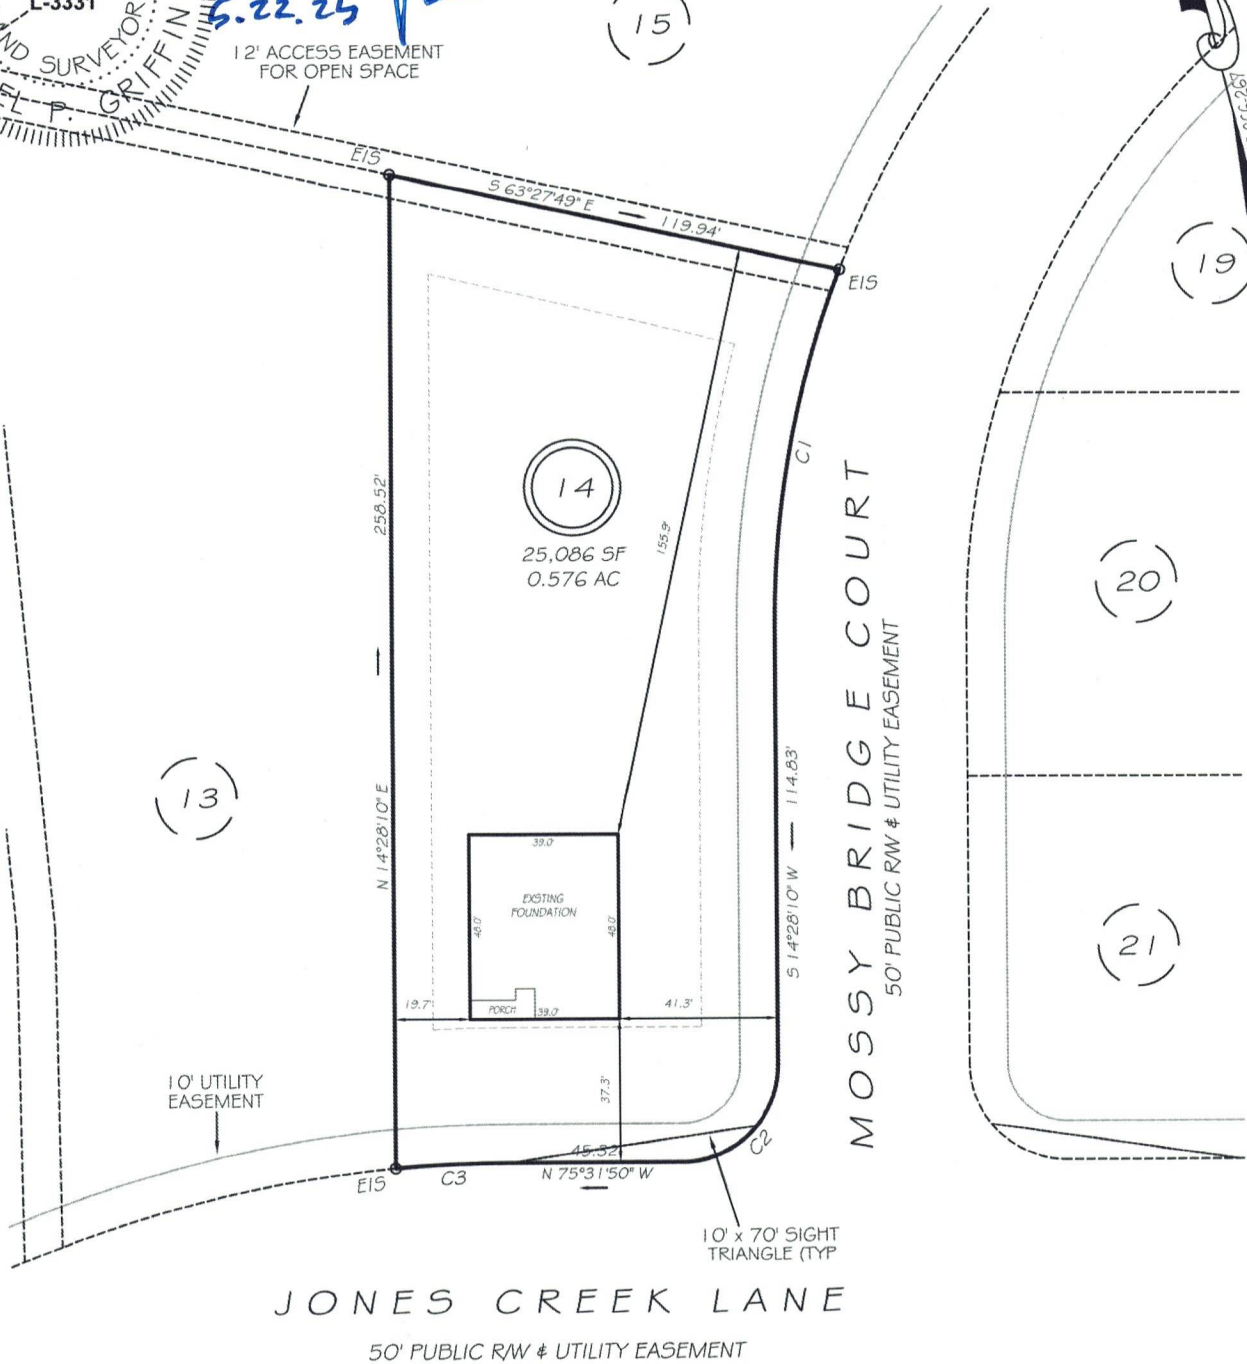 L-3331
ND SURVEYOR
EL P. GRIFFIN
5.22.25
12' ACCESS EASEMENT
FOR OPEN SPACE
15
EIS
S 63°27'49" E
119.94'
EIS
19
C1
258.52'
14
25,086 SF
0.576 AC
155.9'
20
MOSSY BRIDGE COURT
50' PUBLIC R/W & UTILITY EASEMENT
13
N 14°28'10" E
S 14°28'10" W
114.83'
39.0'
EXISTING
FOUNDATION
48.0'
48.0'
21
19.7'
PORCH
39.0'
41.3'
37.3'
10' UTILITY
EASEMENT
45.32'
N 75°31'50" W
C2
EIS
C3
10' x 70' SIGHT
TRIANGLE (TYP
JONES CREEK LANE
50' PUBLIC R/W & UTILITY EASEMENT